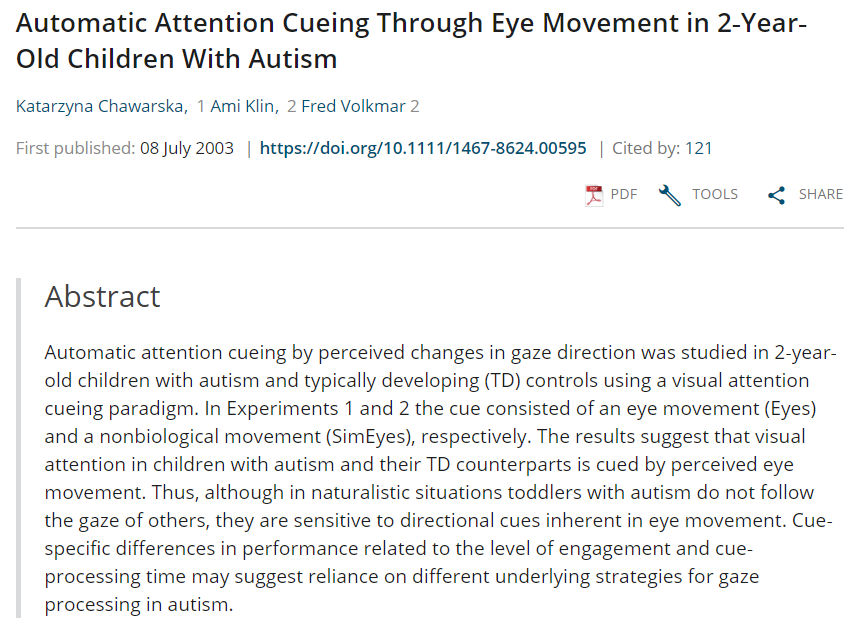 Automatic Attention Cueing Through Eye Movement in 2-Year-
Old Children With Autism
Katarzyna Chawarska, 1 Ami Klin, 2 Fred Volkmar 2
First published: 08 July 2003 | https://doi.org/10.1111/1467-8624.00595 | Cited by: 121
PDF TOOLS SHARE
Abstract
Automatic attention cueing by perceived changes in gaze direction was studied in 2-year-
old children with autism and typically developing (TD) controls using a visual attention
cueing paradigm. In Experiments 1 and 2 the cue consisted of an eye movement (Eyes)
and a nonbiological movement (SimEyes), respectively. The results suggest that visual
attention in children with autism and their TD counterparts is cued by perceived eye
movement. Thus, although in naturalistic situations toddlers with autism do not follow
the gaze of others, they are sensitive to directional cues inherent in eye movement. Cue-
specific differences in performance related to the level of engagement and cue-
processing time may suggest reliance on different underlying strategies for gaze
processing in autism.